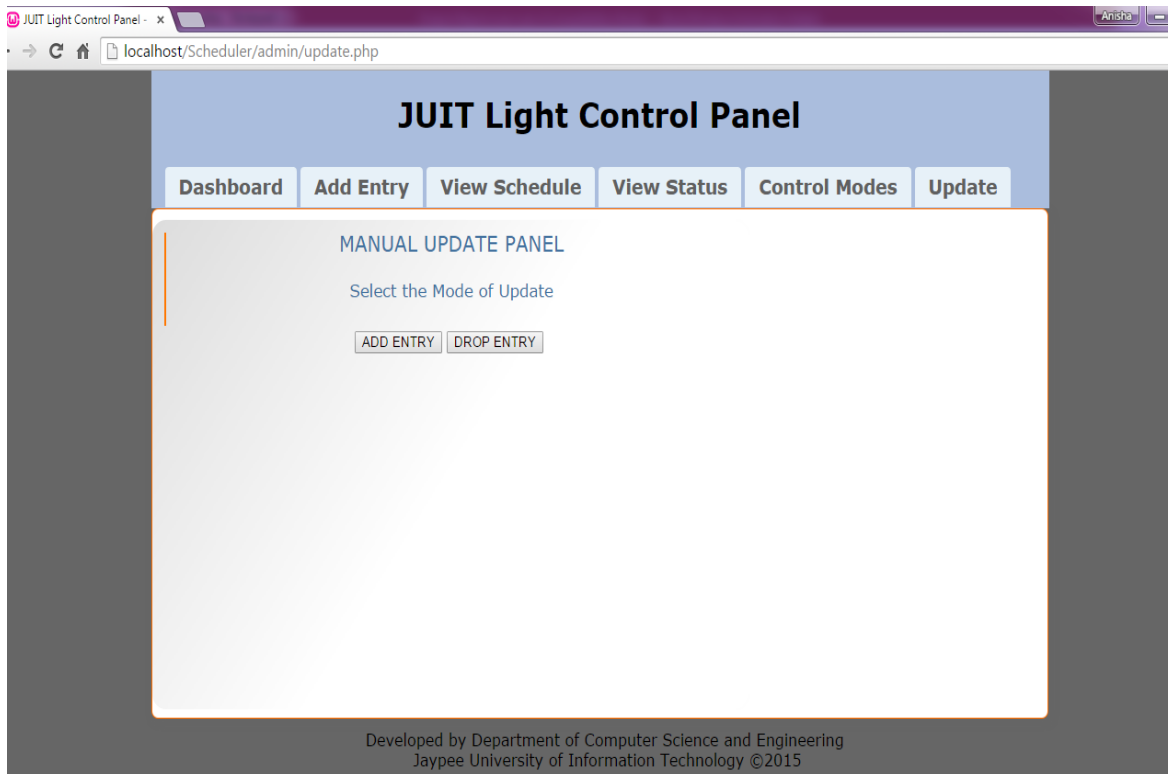 JUIT Light Control Panel -
Anisha
localhost/Scheduler/admin/update.php
JUIT Light Control Panel
Dashboard Add Entry View Schedule View Status Control Modes Update
MANUAL UPDATE PANEL
Select the Mode of Update
ADD ENTRY DROP ENTRY
Developed by Department of Computer Science and Engineering
Jaypee University of Information Technology ©2015